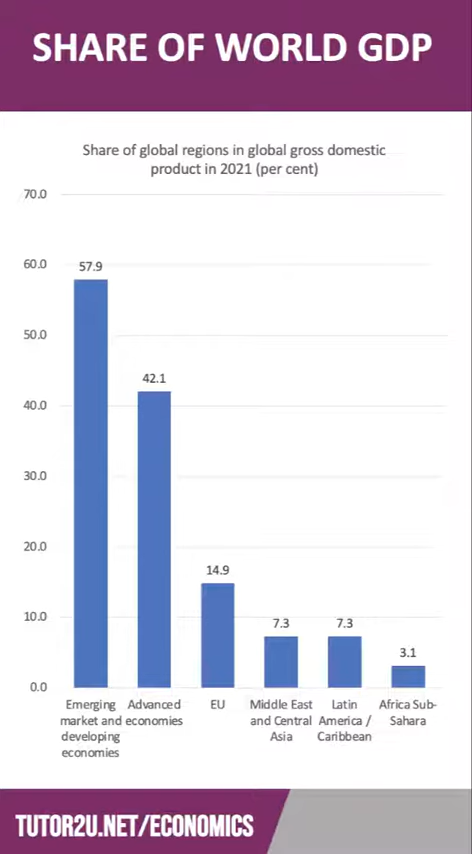 SHARE OF WORLD GDP
Share of global regions in global gross domestic
product in 2021 (per cent)
70.0
60.0
50.0
40.0
30.0
20.0
10.0
0.0
57.9
42.1
14.9
7.3
7.3
3.1
Emerging
market and
developing
economies
Advanced
economies
EU
Middle East
and Central
Asia
Latin
America /
Caribbean
Africa Sub-
Sahara
TUTOR2U.NET/ECONOMICS